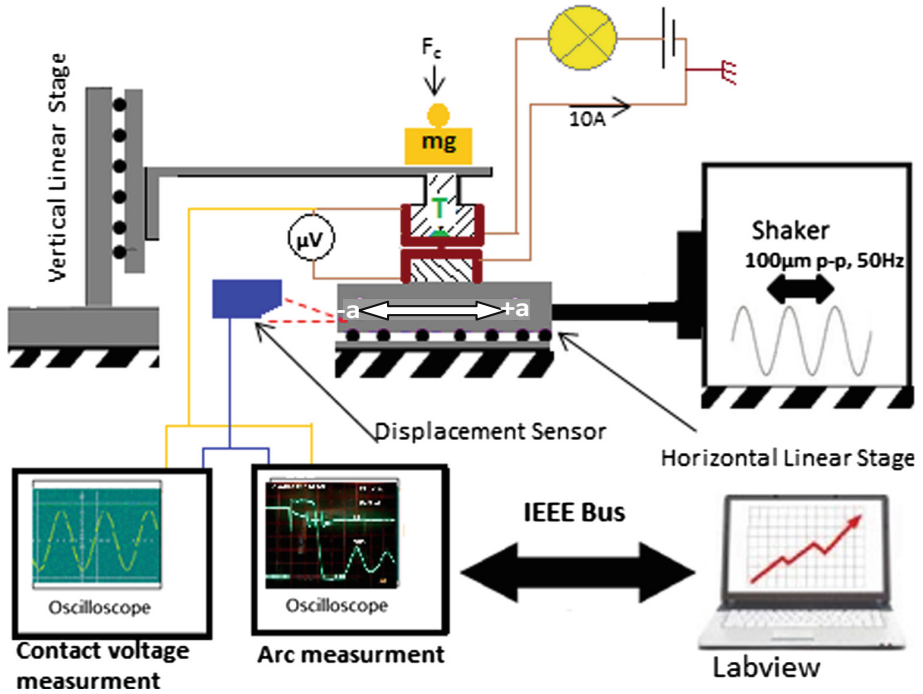 Vertical Linear Stage
Fc
mg
10A
T
µV
Shaker
100µm p-p, 50Hz
-a
+a
Displacement Sensor
Horizontal Linear Stage
IEEE Bus
Oscilloscope
Oscilloscope
Contact voltage
measurment
Arc measurment
Labview